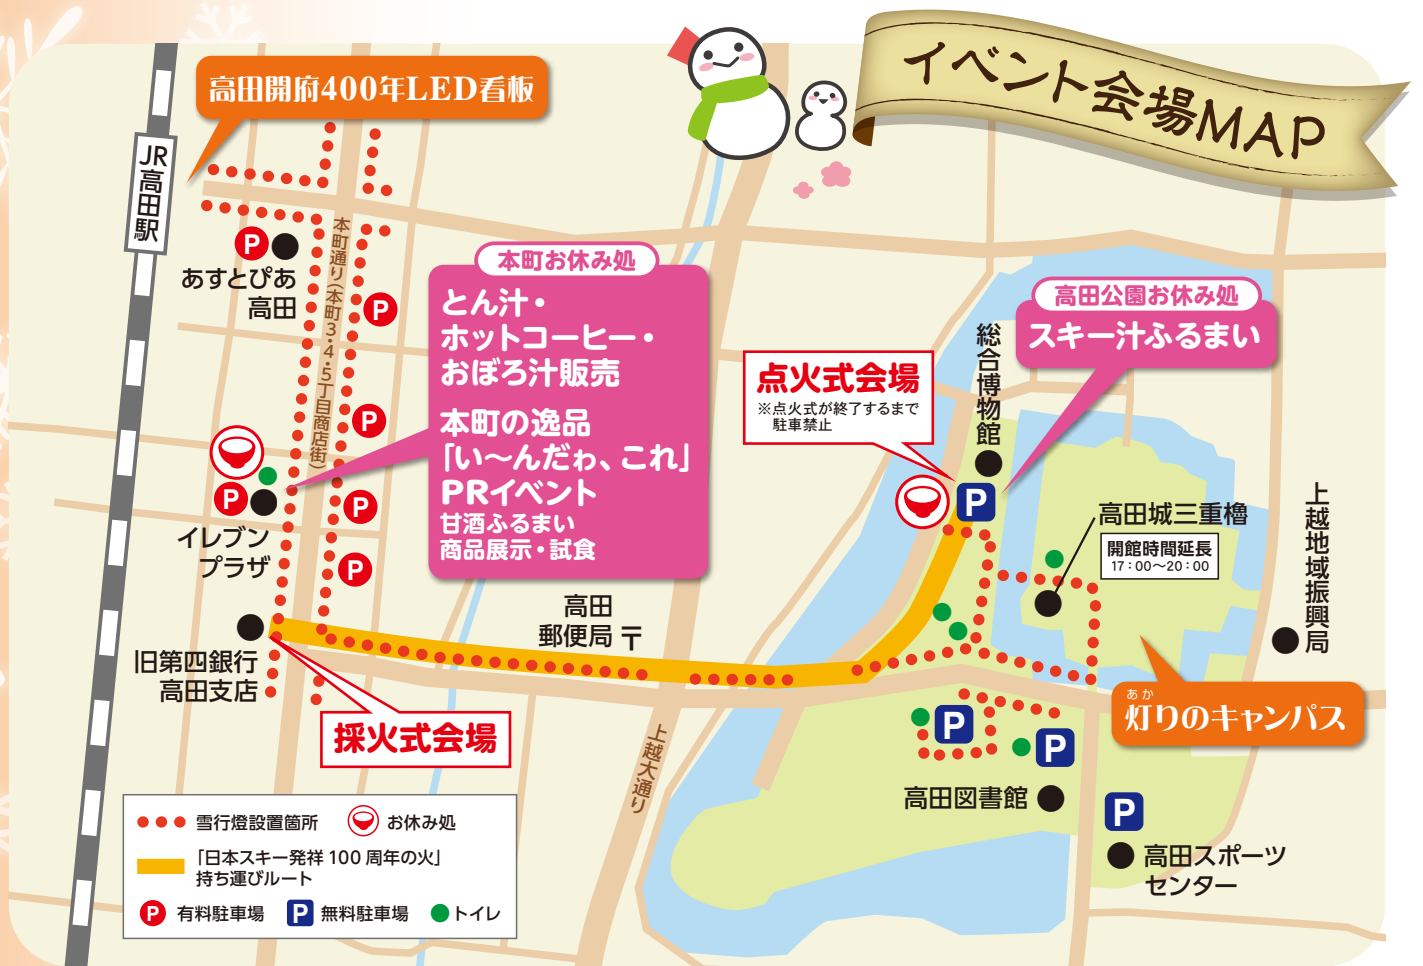 イベント会場MAP
高田開府400年LED看板
JR高田駅
P
あすとぴあ
高田
本町通り(本町3・4・5丁目商店街)
P
P
P
P
P
イレブン
プラザ
本町お休み処
とん汁・
ホットコーヒー・
おぼろ汁販売
本町の逸品
「い〜んだゎ、これ」
PRイベント
甘酒ふるまい
商品展示・試食
高田公園お休み処
スキー汁ふるまい
総合博物館
点火式会場
※点火式が終了するまで
駐車禁止
P
高田城三重櫓
開館時間延長
17:00〜20:00
上越地域振興局
高田
郵便局 〒
旧第四銀行
高田支店
採火式会場
上越大通り
あか
灯りのキャンパス
P
P
高田図書館
P
高田スポーツ
センター
雪行燈設置箇所
お休み処
「日本スキー発祥100周年の火」
持ち運びルート
P 有料駐車場
P 無料駐車場
トイレ